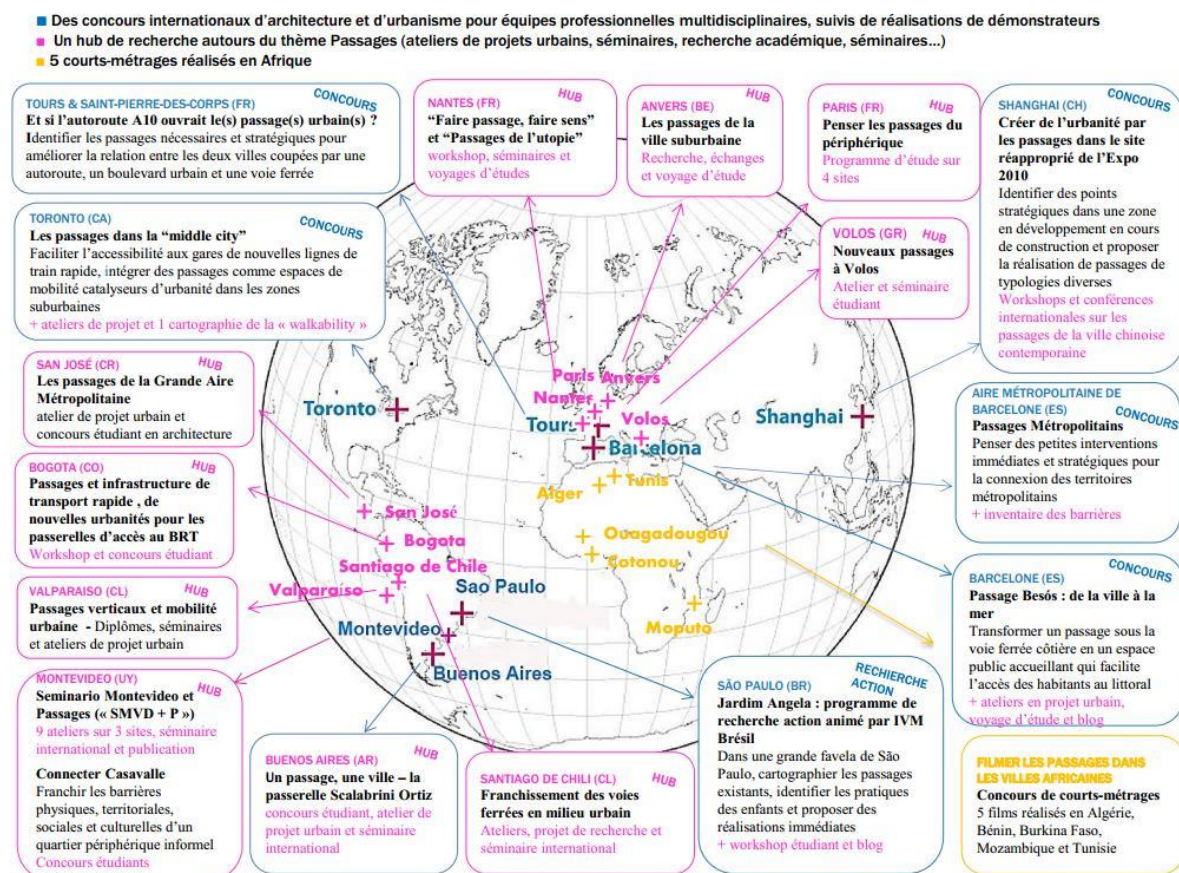 Des concours internationaux d'architecture et d'urbanisme pour équipes professionnelles multidisciplinaires, suivis de réalisations de démonstrateurs
Un hub de recherche autours du thème Passages (ateliers de projets urbains, séminaires, recherche académique, séminaires...)
5 courts-métrages réalisés en Afrique
TOURS & SAINT-PIERRE-DES-CORPS (FR)
CONCOURS
Et si l'autoroute A10 ouvrait le(s) passage(s) urbain(s) ?
Identifier les passages nécessaires et stratégiques pour
améliorer la relation entre les deux villes coupées par une
autoroute, un boulevard urbain et une voie ferrée
NANTES (FR)
HUB
"Faire passage, faire sens"
et "Passages de l'utopie"
workshop, séminaires et
voyages d'études
ANVERS (BE)
HUB
Les passages de la
ville suburbaine
Recherche, échanges
et voyage d'étude
PARIS (FR)
HUB
Penser les passages du
périphérique
Programme d'étude sur
4 sites
SHANGHAI (CH)
CONCOURS
Créer de l'urbanité par
les passages dans le site
réapproprié de l'Expo
2010
Identifier des points
stratégiques dans une zone
en développement en cours
de construction et proposer
la réalisation de passages de
typologies diverses
Workshops et conférences
internationales sur les
passages de la ville chinoise
contemporaine
TORONTO (CA)
CONCOURS
Les passages dans la "middle city"
Faciliter l'accessibilité aux gares de nouvelles lignes de
train rapide, intégrer des passages comme espaces de
mobilité catalyseurs d'urbanité dans les zones
suburbaines
+ ateliers de projet et 1 cartographie de la « walkability »
VOLOS (GR)
HUB
Nouveaux passages
à Volos
Atelier et séminaire
étudiant
SAN JOSÉ (CR)
HUB
Les passages de la Grande Aire
Métropolitaine
atelier de projet urbain et
concours étudiant en architecture
BOGOTA (CO)
HUB
Passages et infrastructure de
transport rapide , de
nouvelles urbanités pour les
passerelles d'accès au BRT
Workshop et concours étudiant
VALPARAISO (CL)
HUB
Passages verticaux et mobilité
urbaine - Diplômes, séminaires
et ateliers de projet urbain
MONTEVIDEO (UY)
HUB
Seminario Montevideo et
Passages (« SMVD + P »)
9 ateliers sur 3 sites, séminaire
international et publication
Connecter Casavalle
Franchir les barrières
physiques, territoriales,
sociales et culturelles d'un
quartier périphérique informel
Concours étudiants
Paris
Anvers
Nantes
Tours
Volos
Barcelona
Toronto
Shanghai
Alger
Tunis
Ouagadougou
Cotonou
Moputo
San José
Bogota
Santiago de Chile
Valparaiso
Sao Paulo
Montevideo
Buenos Aires
AIRE MÉTROPOLITAINE DE
BARCELONE (ES)
CONCOURS
Passages Métropolitains
Penser des petites interventions
immédiates et stratégiques pour
la connexion des territoires
métropolitains
+ inventaire des barrières
BARCELONE (ES)
CONCOURS
Passage Besós : de la ville à la
mer
Transformer un passage sous la
voie ferrée côtière en un espace
public accueillant qui facilite
l'accès des habitants au littoral
+ ateliers en projet urbain,
voyage d'étude et blog
BUENOS AIRES (AR)
HUB
Un passage, une ville – la
passerelle Scalabrini Ortiz
concours étudiant, atelier de
projet urbain et séminaire
international
SANTIAGO DE CHILI (CL)
HUB
Franchissement des voies
ferrées en milieu urbain
Ateliers, projet de recherche et
séminaire international
SÃO PAULO (BR)
RECHIERCHE
ACTION
Jardim Angela : programme de
recherche action animé par IVM
Brésil
Dans une grande favela de São
Paulo, cartographier les passages
existants, identifier les pratiques
des enfants et proposer des
réalisations immédiates
+ workshop étudiant et blog
FILMER LES PASSAGES DANS
LES VILLES AFRICAINES
Concours de courts-métrages
5 films réalisés en Algérie,
Bénin, Burkina Faso,
Mozambique et Tunisie